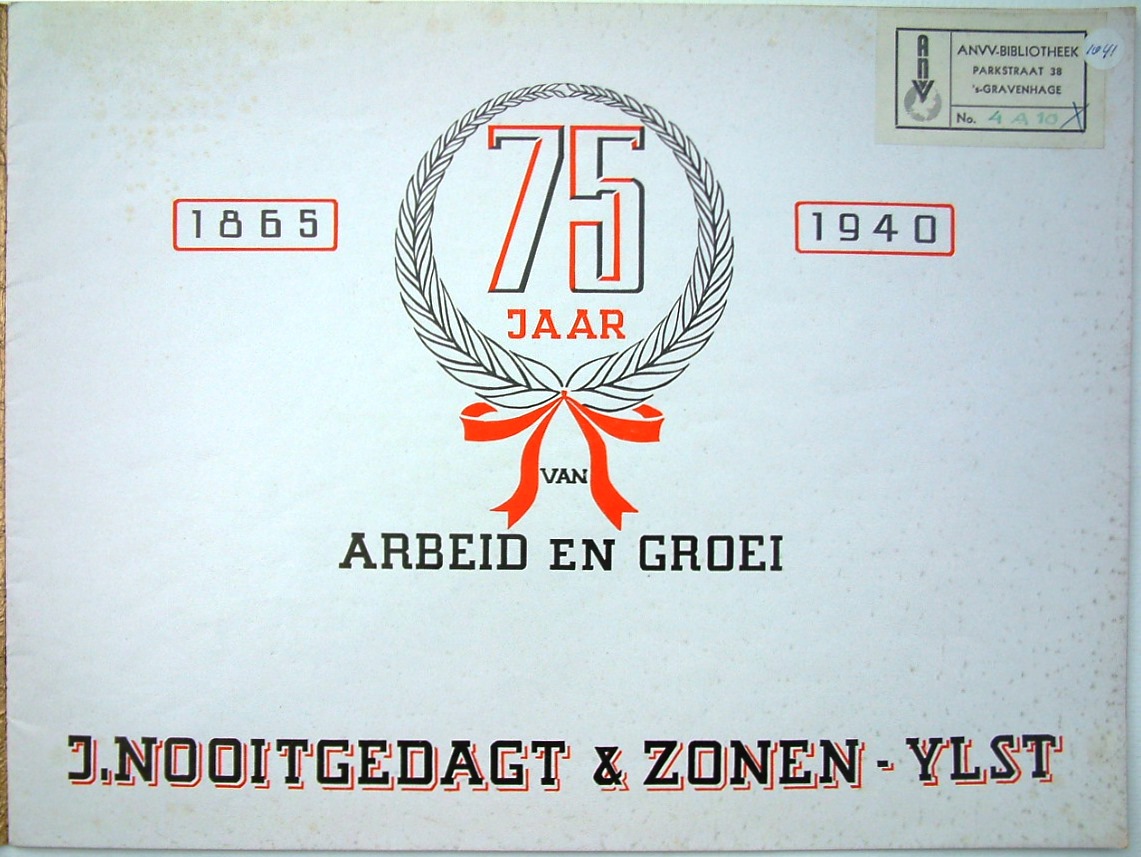 ANVV
ANVV-BIBLIOTHEEK
PARKSTRAAT 38
's-GRAVENHAGE
No. 4 A 10 X
1041
1865
75
JAAR
1940
VAN
ARBEID EN GROEI
J. NOOITGEDAGT & ZONEN - YLST